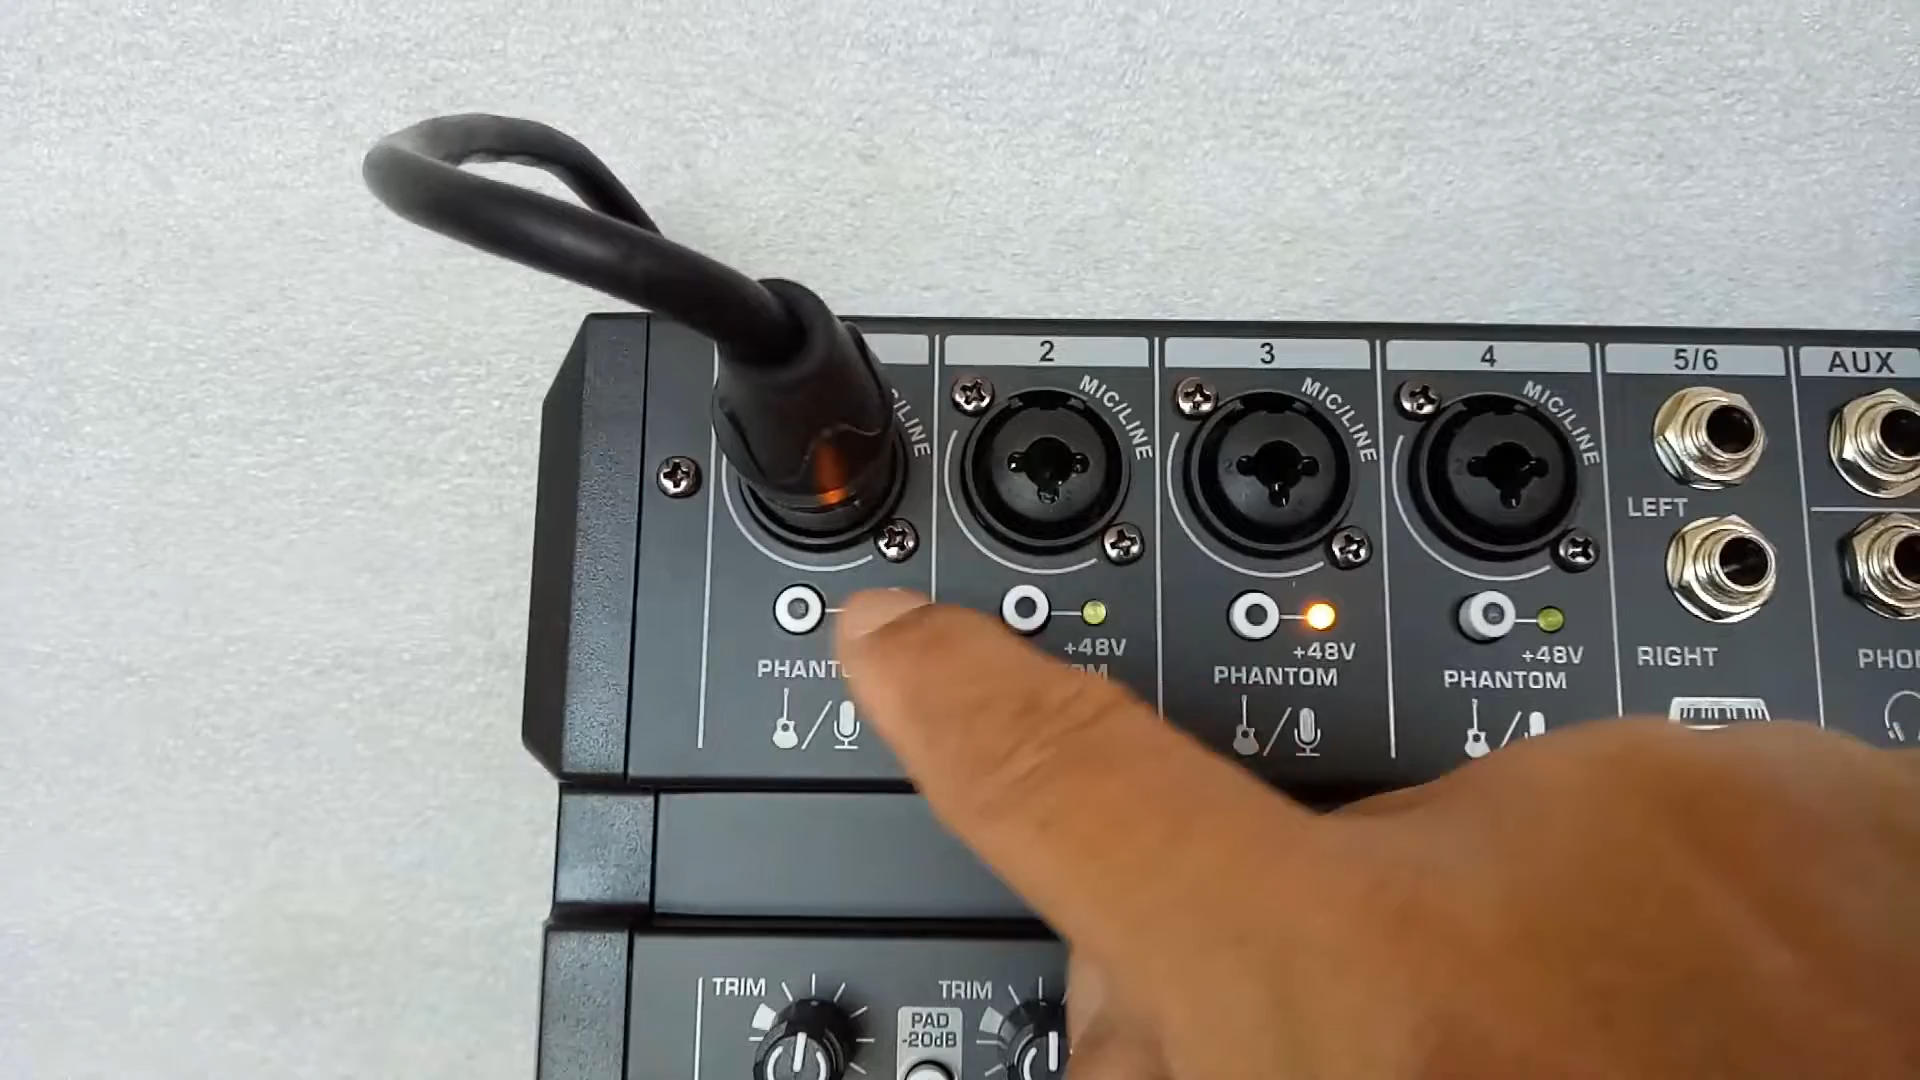 2
3
4
5/6
AUX
MIC/LINE
MIC/LINE
MIC/LINE
LEFT
RIGHT
+48V
+48V
+48V
PHANTOM
PHANTOM
TRIM
TRIM
PAD
-20dB